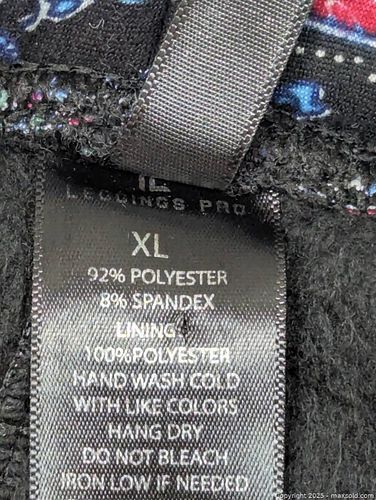 LEGGINGS PRO
XL
92% POLYESTER
8% SPANDEX
LINING
100%POLYESTER
HAND WASH COLD
WITH LIKE COLORS
HANG DRY
DO NOT BLEACH
IRON LOW IF NEEDED
Copyright © 2025 - maxsold.com